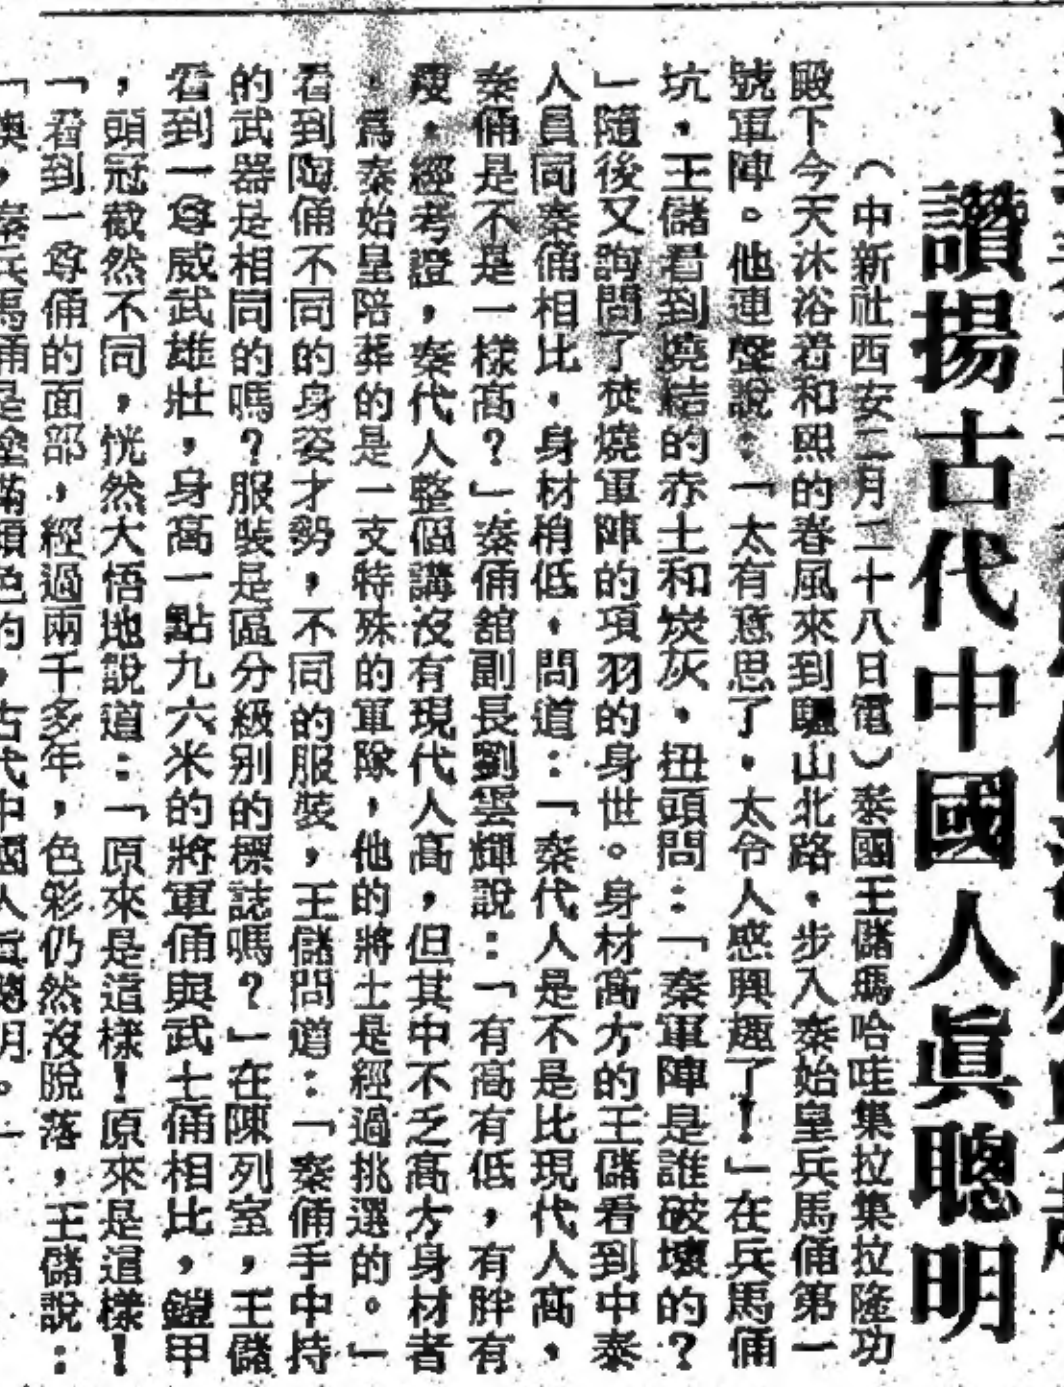 讚揚古代中國人眞聰明
（中新社西安二月二十八日電）泰國王儲瑪哈哇集拉集拉隆功
殿下今天沐浴着和熙的春風來到驪山北路，步入秦始皇兵馬俑第一
號軍陣。他連聲說：「太有意思了，太令人感興趣了！」在兵馬俑
坑，王儲看到燒結的赤土和炭灰，扭頭問：「秦軍陣是誰破壞的？
」隨後又詢問了焚燒軍陣的項羽的身世。身材高方的王儲看到中泰
人員同秦俑相比，身材稍低，問道：「秦代人是不是比現代人高，
秦俑是不是一樣高？」秦俑舘副長劉雲輝說：「有高有低，有胖有
瘦，經考證，秦代人整個講沒有現代人高，但其中不乏高方身材者
，爲秦始皇陪葬的是一支特殊的軍隊，他的將士是經過挑選的。」
看到陶俑不同的身姿才勢，不同的服裝，王儲問道：「秦俑手中持
的武器是相同的嗎？服裝是區分級別的標誌嗎？」在陳列室，王儲
看到一尊威武雄壯，身高一點九六米的將軍俑與武士俑相比，鎧甲
，頭冠截然不同，恍然大悟地說道：「原來是這樣！原來是這樣！
「看到一尊俑的面部，經過兩千多年，色彩仍然沒脫落，王儲說：
「噢，秦兵馬俑是塗滿顏色的，古代中國人眞聰明。」